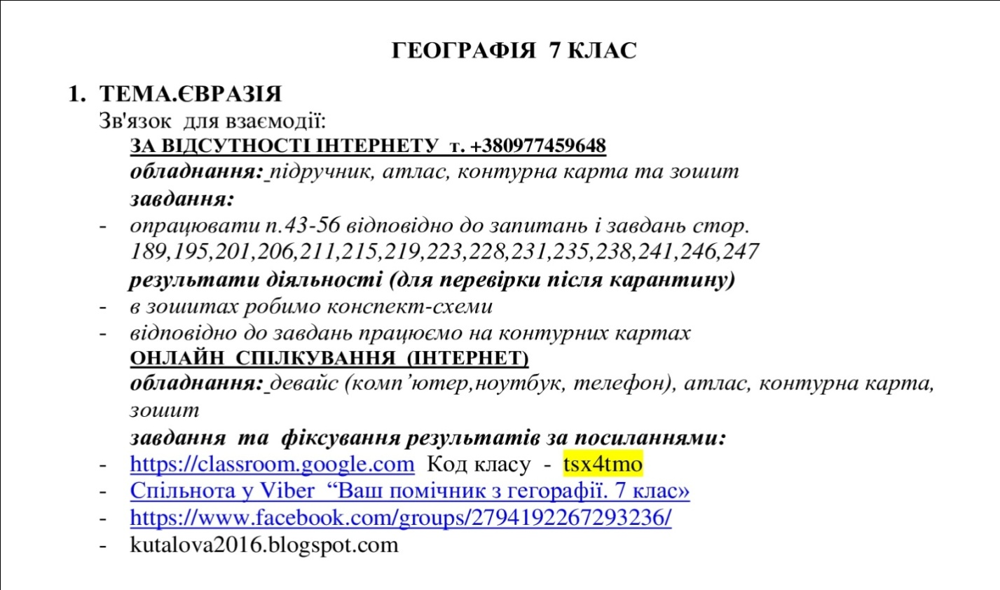 ГЕОГРАФІЯ 7 КЛАС
1. ТЕМА.ЄВРАЗІЯ
Зв'язок для взаємодії:
ЗА ВІДСУТНОСТІ ІНТЕРНЕТУ т. +380977459648
обладнання: підручник, атлас, контурна карта та зошит
завдання:
- опрацювати п.43-56 відповідно до запитань і завдань стор.
189,195,201,206,211,215,219,223,228,231,235,238,241,246,247
результати діяльності (для перевірки після карантину)
- в зошитах робимо конспект-схеми
- відповідно до завдань працюємо на контурних картах
ОНЛАЙН СПІЛКУВАННЯ (ІНТЕРНЕТ)
обладнання: девайс (комп’ютер,ноутбук, телефон), атлас, контурна карта,
зошит
завдання та фіксування результатів за посиланнями:
- https://classroom.google.com Код класу - tsx4tmo
- Спільнота у Viber “Ваш помічник з гегорафії. 7 клас»
- https://www.facebook.com/groups/2794192267293236/
- kutalova2016.blogspot.com